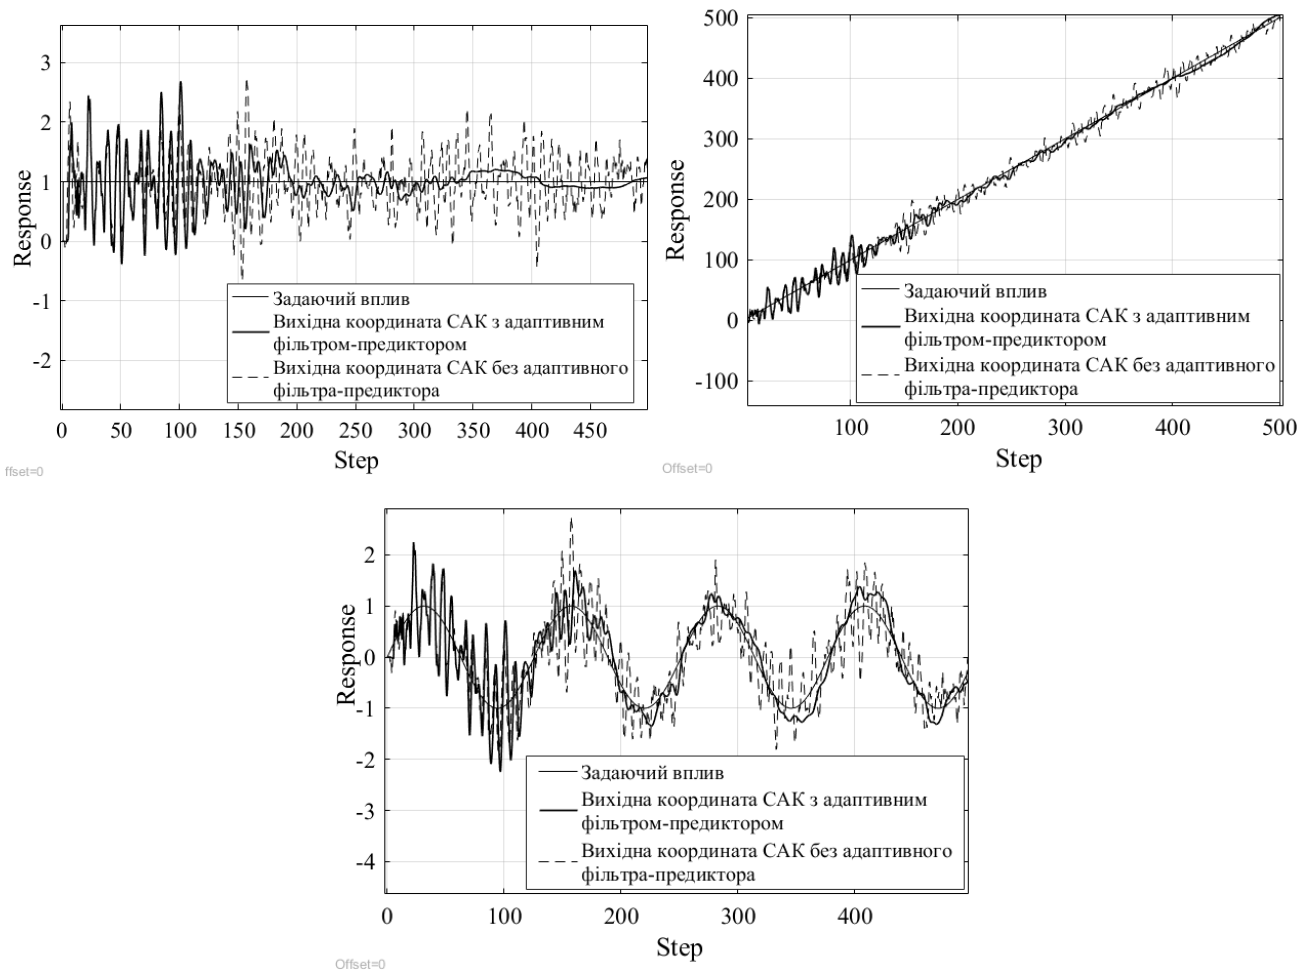 3
2
1
0
-1
-2
Response
Задаючий вплив
Вихідна координата САК з адаптивним
фільтром-предиктором
Вихідна координата САК без адаптивного
фільтра-предиктора
0 50 100 150 200 250 300 350 400 450
Step
ffset=0
500
400
300
200
100
0
-100
Response
Задаючий вплив
Вихідна координата САК з адаптивним
фільтром-предиктором
Вихідна координата САК без адаптивного
фільтра-предиктора
100 200 300 400 500
Step
Offset=0
2
1
0
-1
-2
-3
-4
Response
Задаючий вплив
Вихідна координата САК з адаптивним
фільтром-предиктором
Вихідна координата САК без адаптивного
фільтра-предиктора
0 100 200 300 400
Step
Offset=0